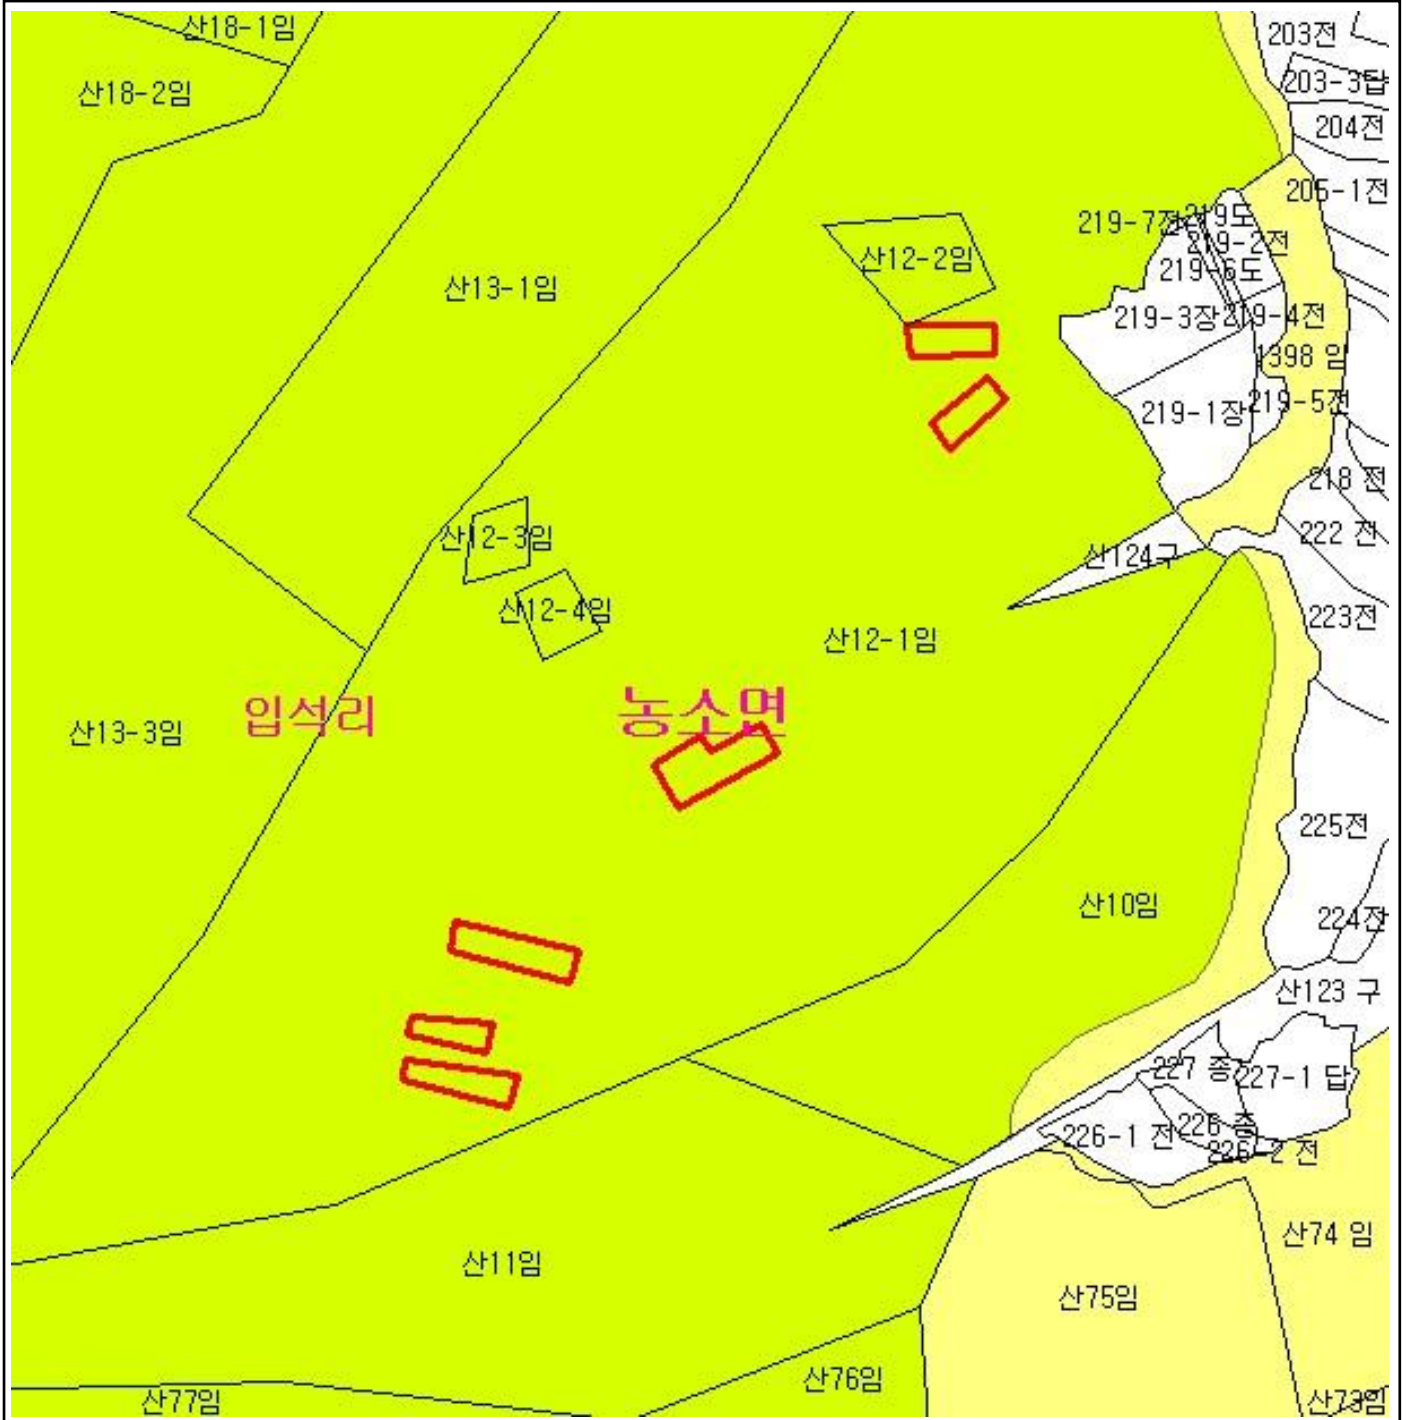 산18-1임
203전
산18-2임
203-3답
204전
205-1전
219-7전
219도
219-2전
산12-2임
219-6도
산13-1임
219-3장
219-4전
1398 임
219-1장
219-5전
218 전
산12-3임
222 전
산124구
산12-4임
223전
산12-1임
입석리
농소면
산13-3임
225전
산10임
224전
산123 구
227 종
227-1 답
226 종
226-1 전
226-2 전
산74 임
산11임
산75임
산76임
산77임
산73임